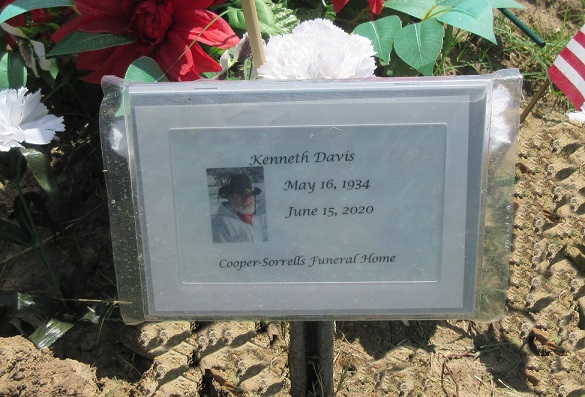 Kenneth Davis
May 16, 1934
June 15, 2020
Cooper-Sorrells Funeral Home